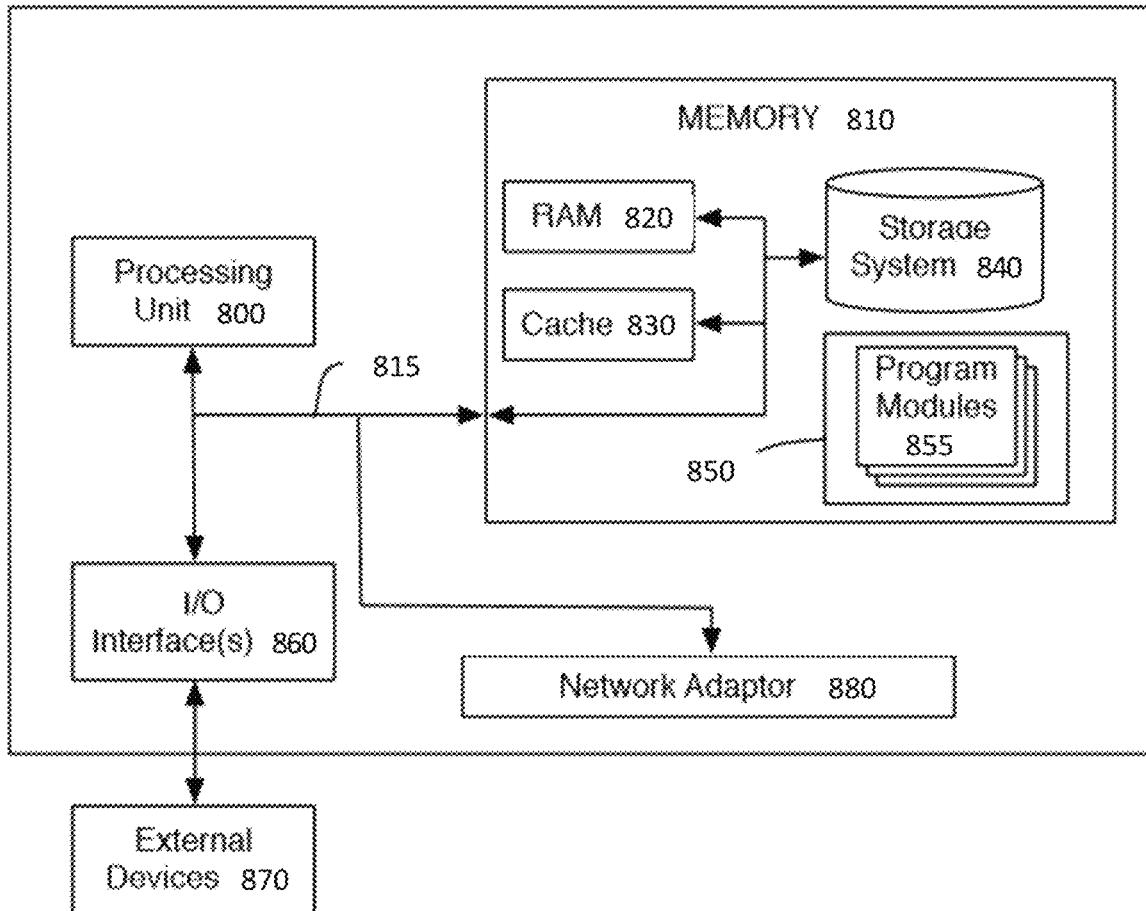 MEMORY 810
RAM 820
Storage
System 840
Processing
Unit 800
Cache 830
815
Program
Modules
855
850
I/O
Interface(s) 860
Network Adaptor 880
External
Devices 870